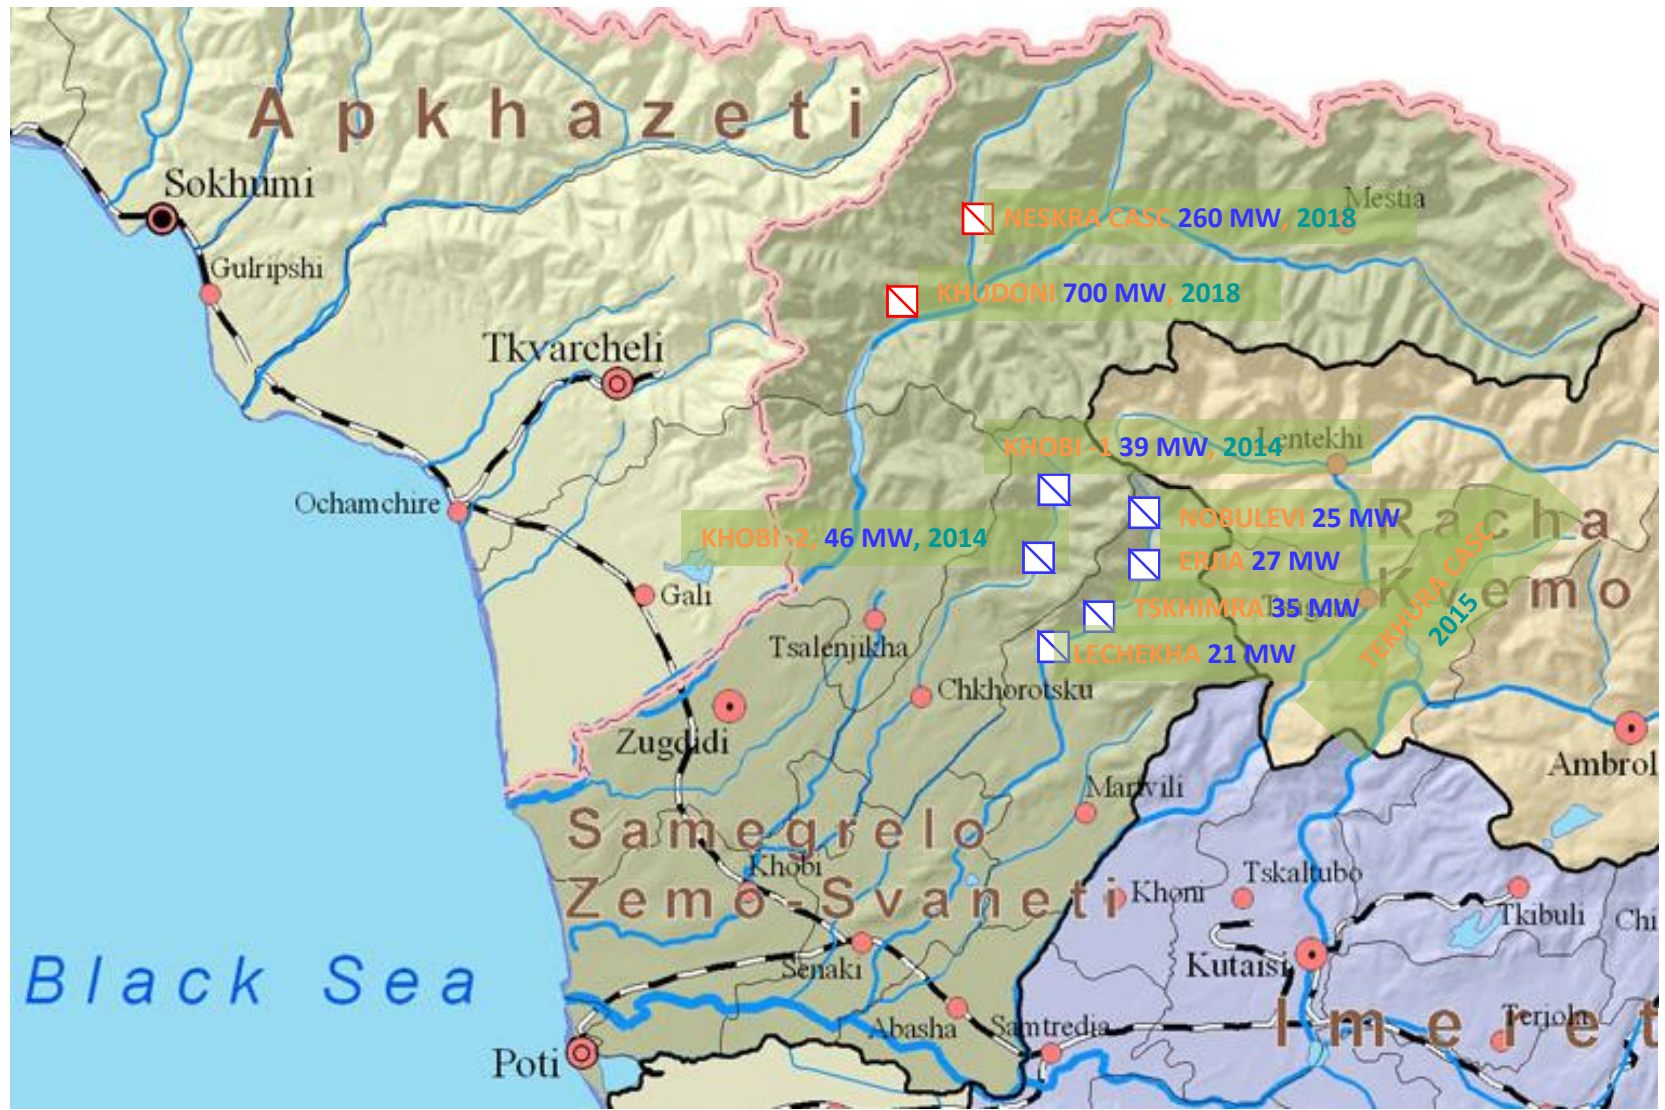 Apkhazeti
Sokhumi
Mestia
NESKRA CASC 260 MW, 2018
Gulripshi
KHUDONI 700 MW, 2018
Tkvarcheli
KHOBI -1 39 MW, 2014
Lentekhi
Ochamchire
NOBULEVI 25 MW
Racha
KHOBI -2, 46 MW, 2014
ERJIA 27 MW
TEKHURA CASC
2015
Kvemo
Gali
TSKHIMRA 35 MW
Tsalenjikha
LECHEKHA 21 MW
Chkhorotsku
Zugdidi
Ambrol
Martvili
Samegrelo
Khobi
Zemo-Svaneti
Khoni
Tskaltubo
Tkibuli
Chi
Senaki
Kutaisi
Black Sea
Abasha
Samtredia
Imeret
Terjola
Poti